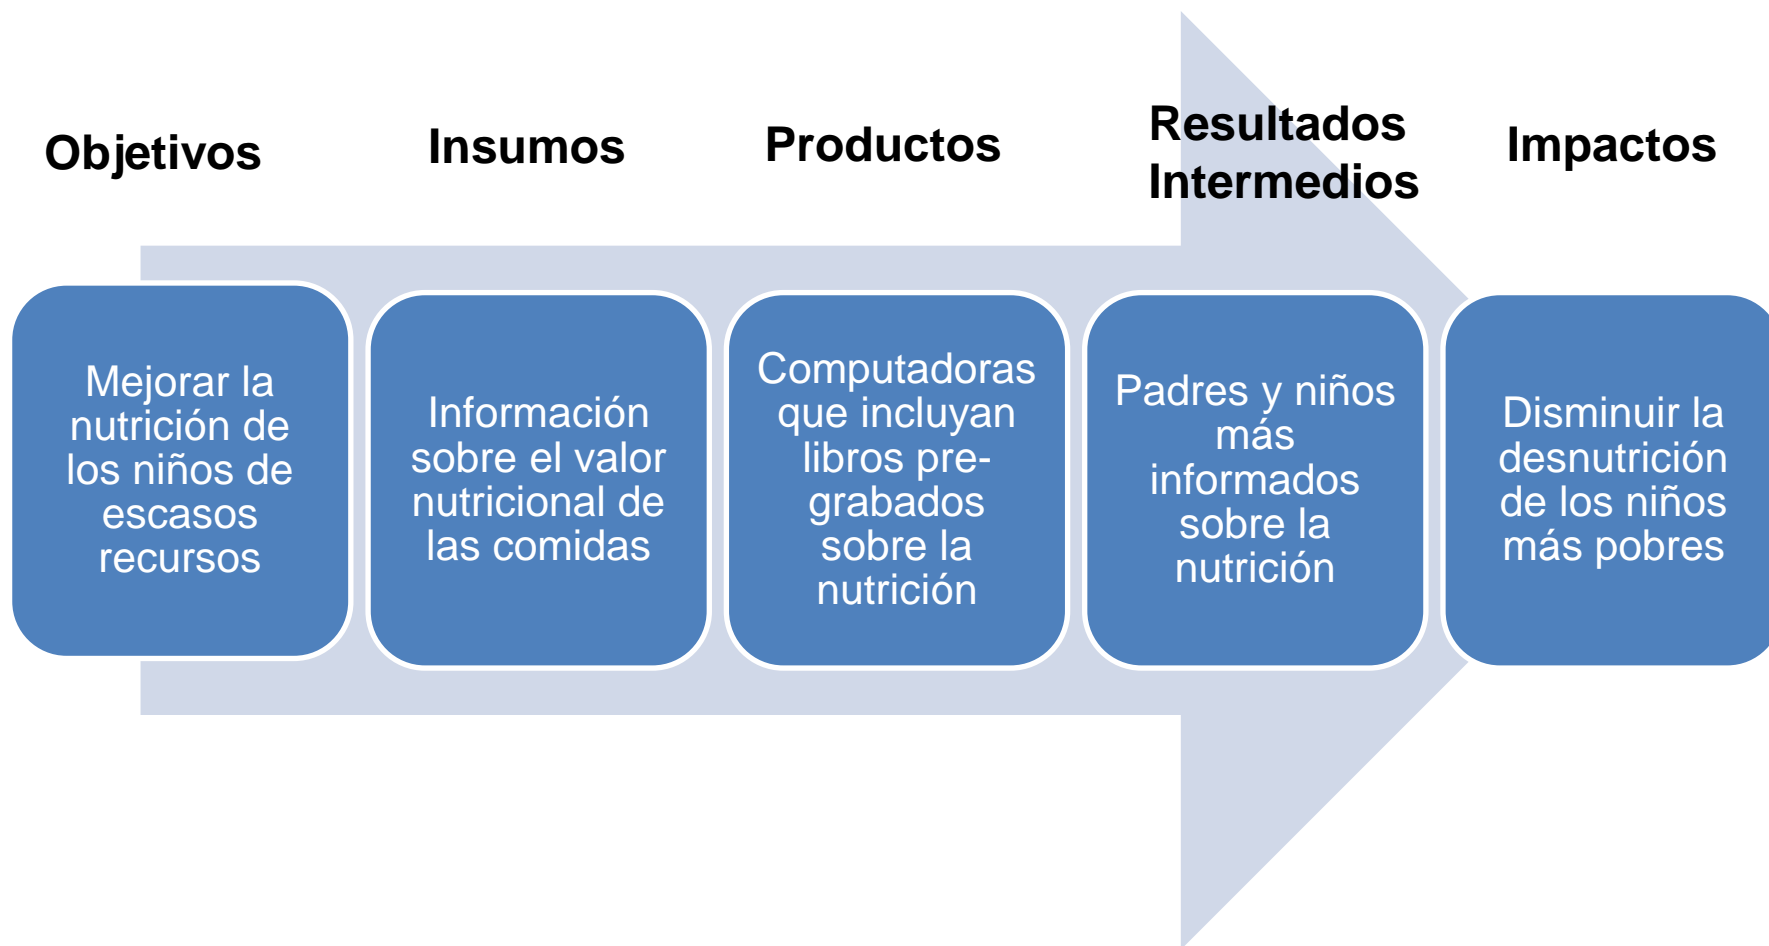 Objetivos
Insumos
Productos
Resultados
Intermedios
Impactos
Mejorar la
nutrición de
los niños de
escasos
recursos
Información
sobre el valor
nutricional de
las comidas
Computadoras
que incluyan
libros pre-
grabados
sobre la
nutrición
Padres y niños
más
informados
sobre la
nutrición
Disminuir la
desnutrición
de los niños
más pobres